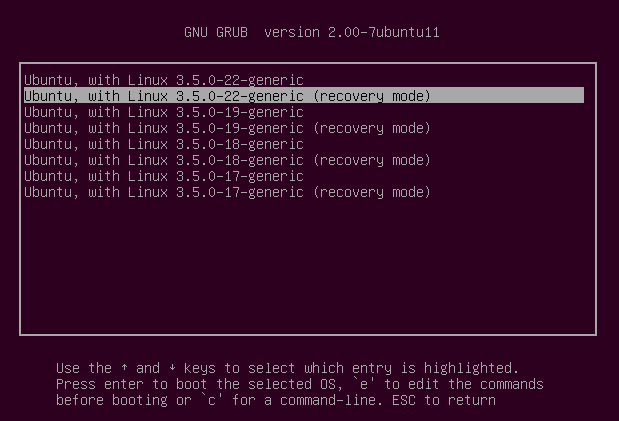 GNU GRUB  version 2.00-7ubuntu11
Ubuntu, with Linux 3.5.0-22-generic
Ubuntu, with Linux 3.5.0-22-generic (recovery mode)
Ubuntu, with Linux 3.5.0-19-generic
Ubuntu, with Linux 3.5.0-19-generic (recovery mode)
Ubuntu, with Linux 3.5.0-18-generic
Ubuntu, with Linux 3.5.0-18-generic (recovery mode)
Ubuntu, with Linux 3.5.0-17-generic
Ubuntu, with Linux 3.5.0-17-generic (recovery mode)
Use the ↑ and ↓ keys to select which entry is highlighted.
Press enter to boot the selected OS, `e' to edit the commands
before booting or `c' for a command-line. ESC to return